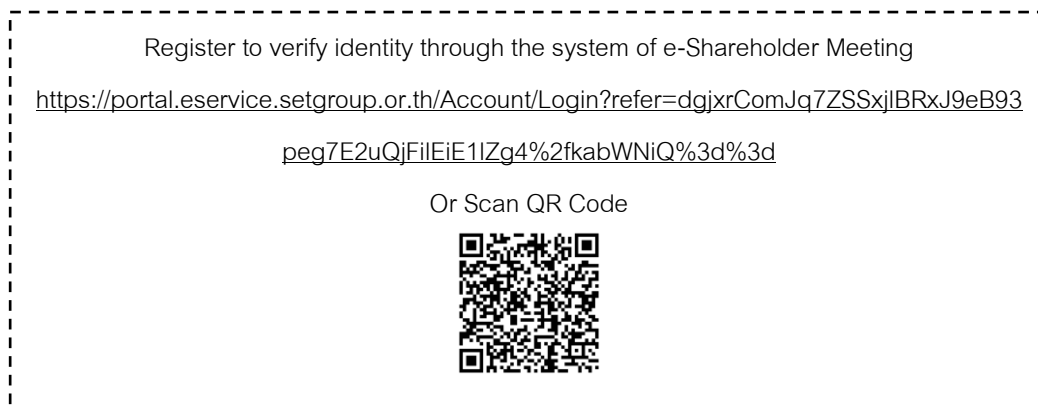 Register to verify identity through the system of e-Shareholder Meeting
https://portal.eservice.setgroup.or.th/Account/Login?refer=dgjxrComJq7ZSSxjlBRxJ9eB93
peg7E2uQjFilEiE1lZg4%2fkabWNiQ%3d%3d
Or Scan QR Code